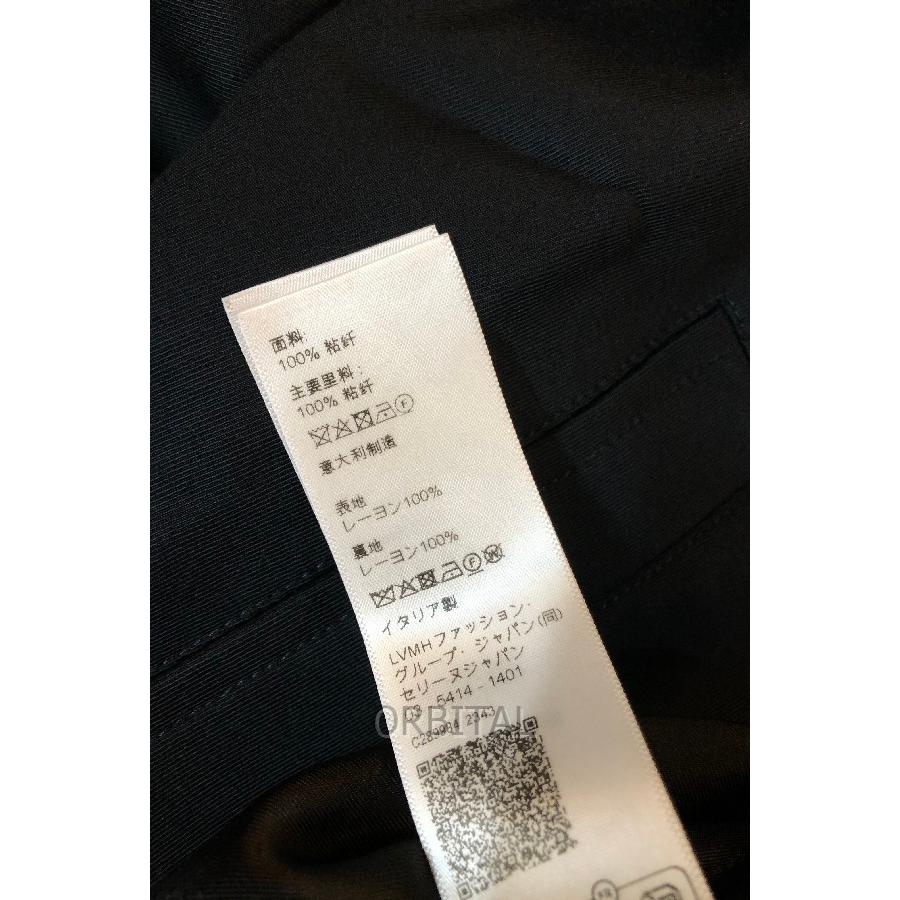 面料:
100% 粘纤
主要里料:
100% 粘纤
意大利制造
表地
レーヨン100%
裏地
レーヨン100%
イタリア製
LVMHファッション・
グループ・ジャパン(同)
セリーヌジャパン
03 - 5414 - 1401
C289984 2343
ORBITAL